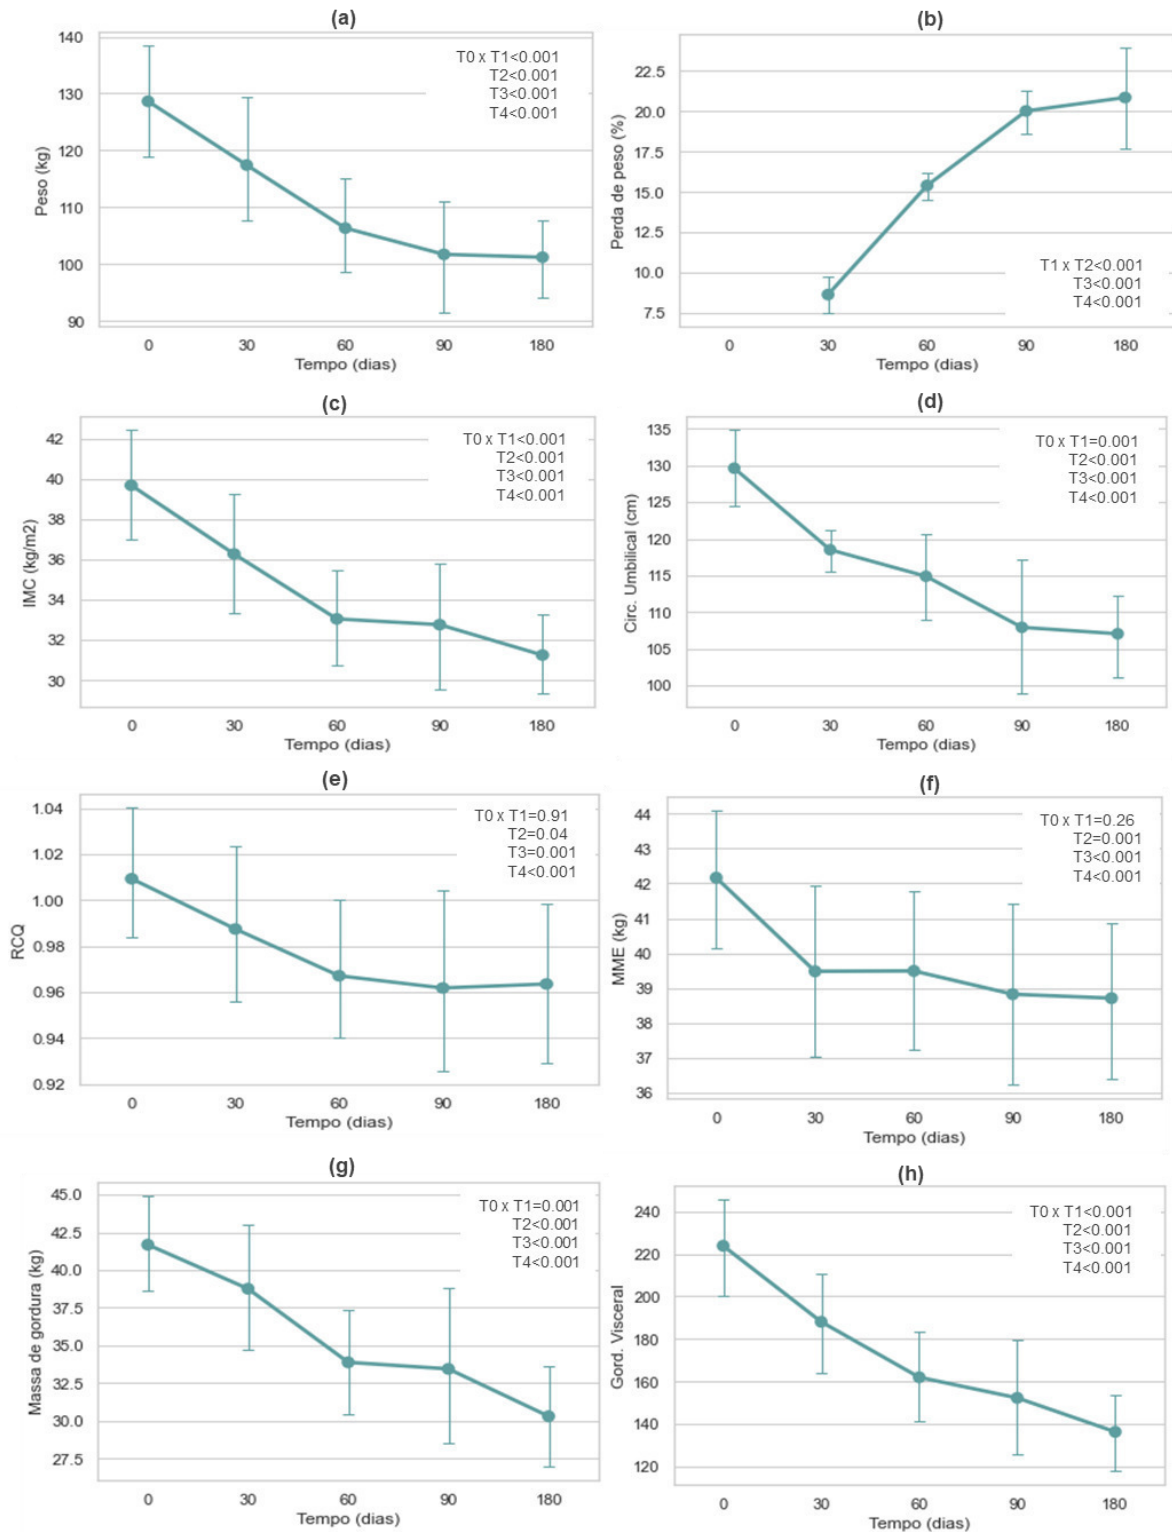 (a)
140
130
120
110
100
90
Peso (kg)
T0 x T1<0.001
T2<0.001
T3<0.001
T4<0.001
0 30 60 90 180
Tempo (dias)
(b)
22.5
20.0
17.5
15.0
12.5
10.0
7.5
Perda de peso (%)
T1 x T2<0.001
T3<0.001
T4<0.001
0 30 60 90 180
Tempo (dias)
(c)
42
40
38
36
34
32
30
IMC (kg/m2)
T0 x T1<0.001
T2<0.001
T3<0.001
T4<0.001
0 30 60 90 180
Tempo (dias)
(d)
135
130
125
120
115
110
105
100
Circ. Umbilical (cm)
T0 x T1=0.001
T2<0.001
T3<0.001
T4<0.001
0 30 60 90 180
Tempo (dias)
(e)
1.04
1.02
1.00
0.98
0.96
0.94
0.92
RCQ
T0 x T1=0.91
T2=0.04
T3=0.001
T4<0.001
0 30 60 90 180
Tempo (dias)
(f)
44
43
42
41
40
39
38
37
36
MME (kg)
T0 x T1=0.26
T2=0.001
T3<0.001
T4<0.001
0 30 60 90 180
Tempo (dias)
(g)
45.0
42.5
40.0
37.5
35.0
32.5
30.0
27.5
Massa de gordura (kg)
T0 x T1=0.001
T2<0.001
T3<0.001
T4<0.001
0 30 60 90 180
Tempo (dias)
(h)
240
220
200
180
160
140
120
Gord. Visceral
T0 x T1<0.001
T2<0.001
T3<0.001
T4<0.001
0 30 60 90 180
Tempo (dias)